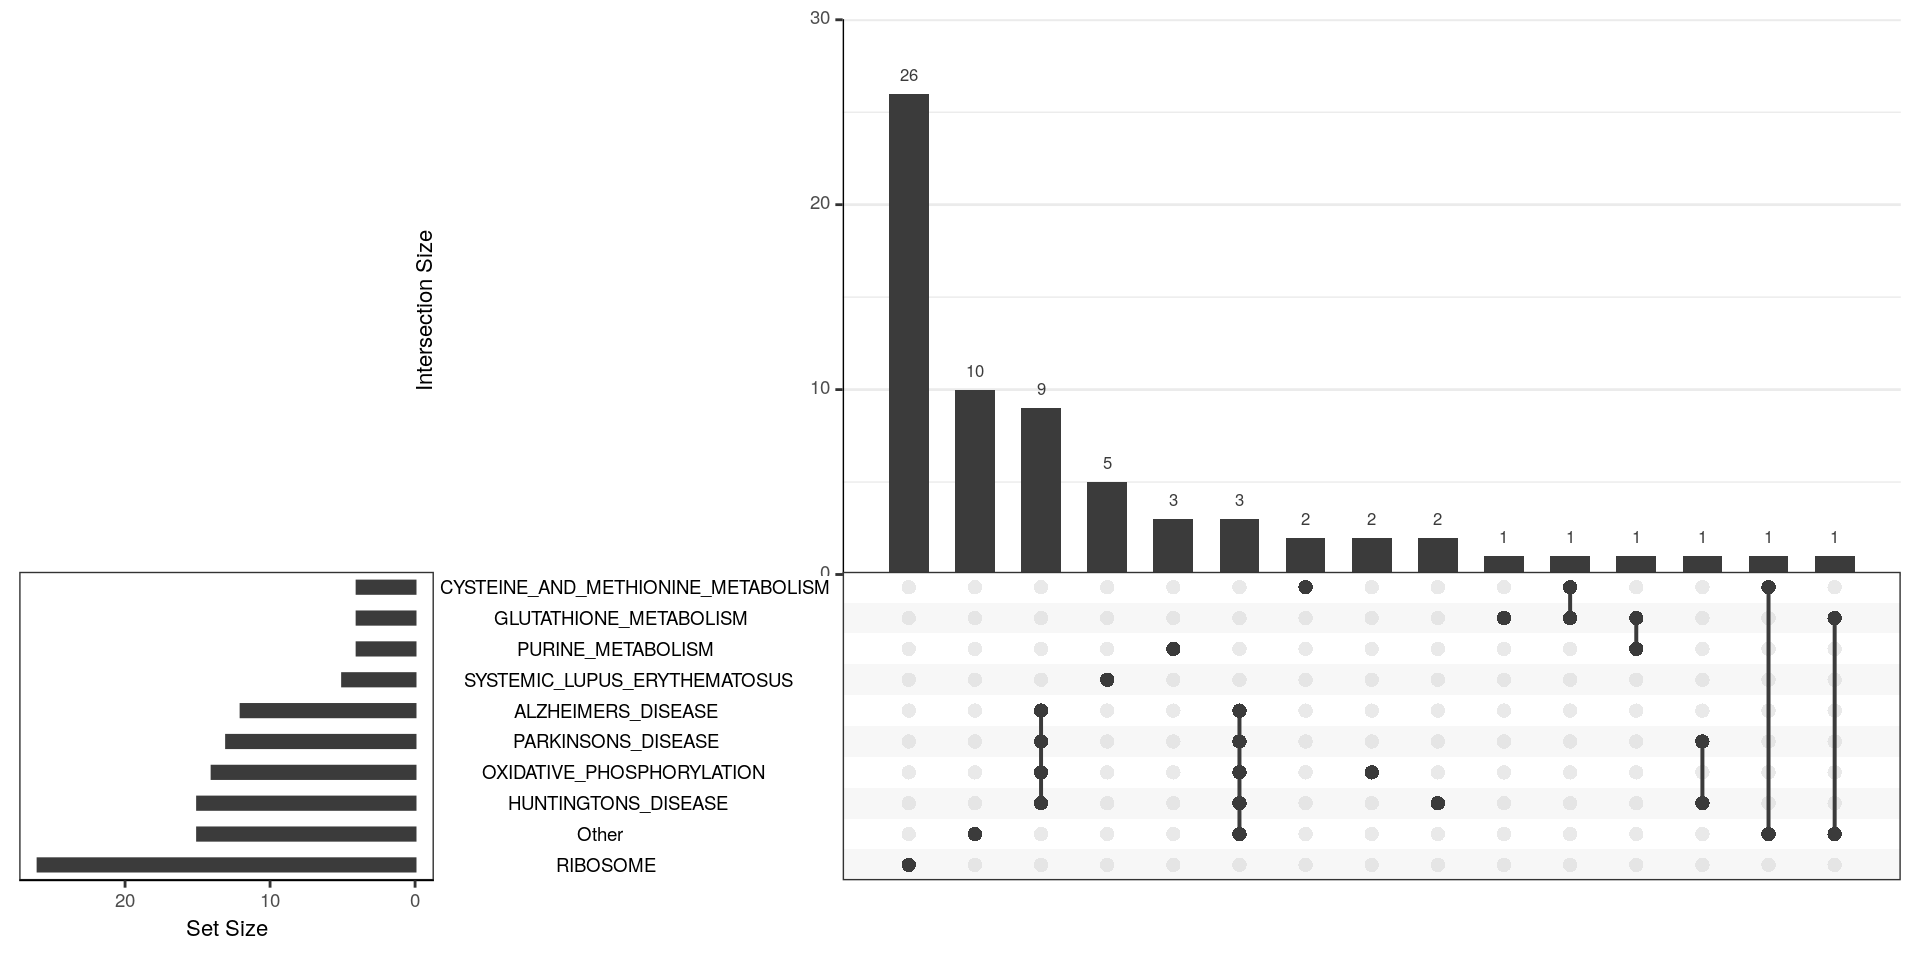 30
20
10
0
Intersection Size
26
10
9
5
3
3
2
2
2
1
1
1
1
1
1
CYSTEINE_AND_METHIONINE_METABOLISM
GLUTATHIONE_METABOLISM
PURINE_METABOLISM
SYSTEMIC_LUPUS_ERYTHEMATOSUS
ALZHEIMERS_DISEASE
PARKINSONS_DISEASE
OXIDATIVE_PHOSPHORYLATION
HUNTINGTONS_DISEASE
Other
RIBOSOME
20 10 0
Set Size